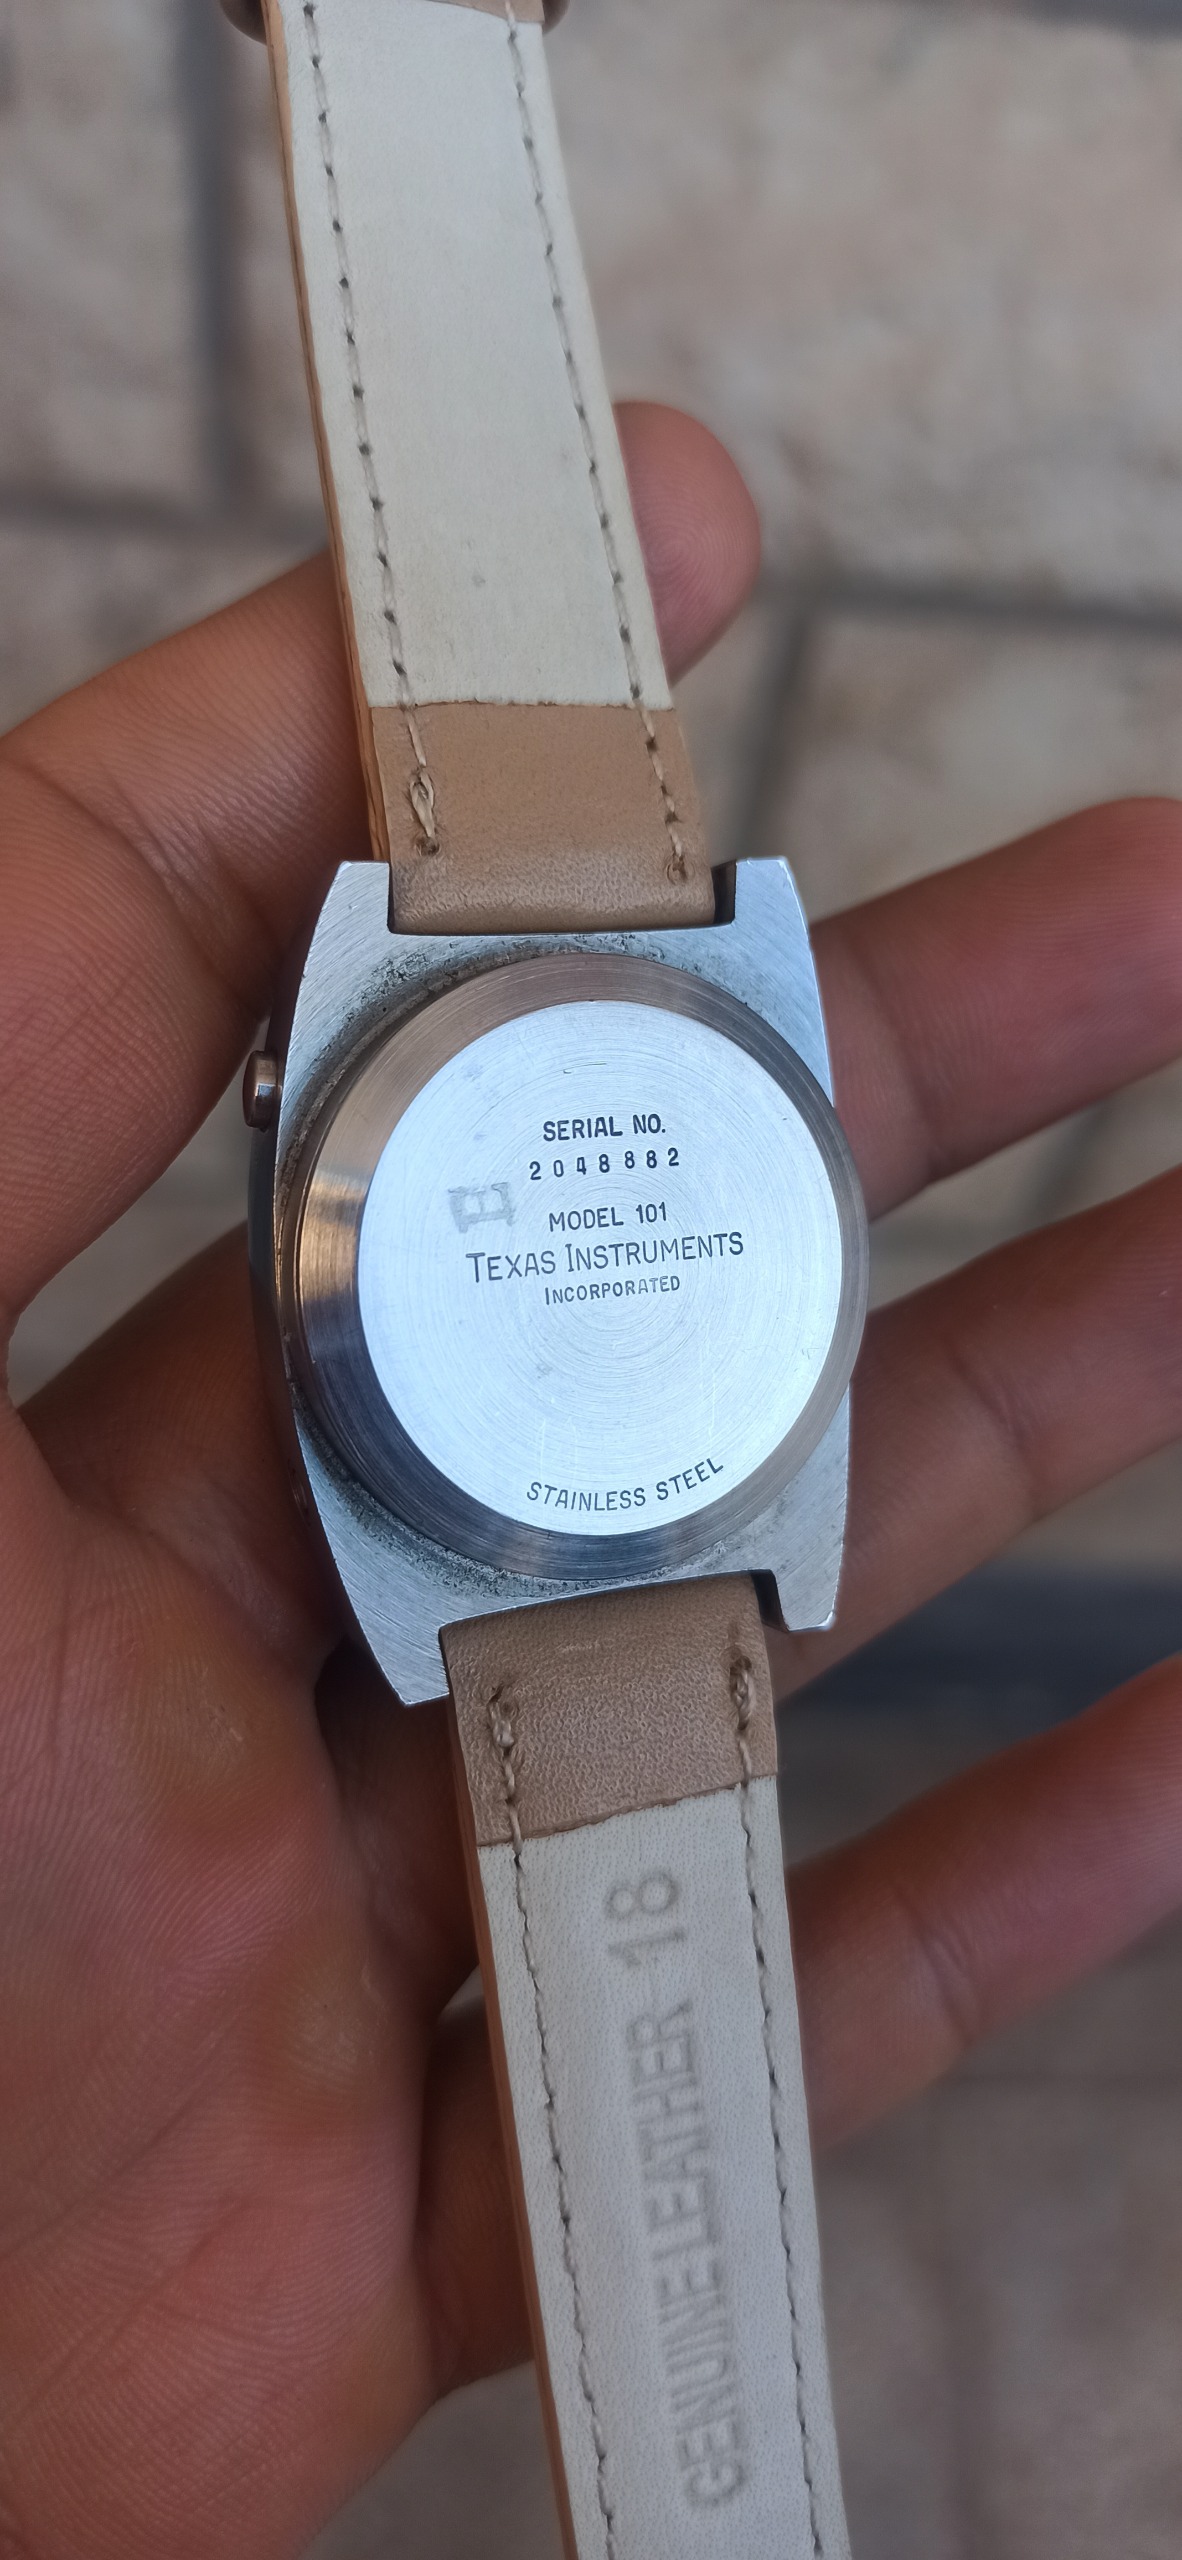 SERIAL NO.
2048882
E
MODEL 101
TEXAS INSTRUMENTS
INCORPORATED
STAINLESS STEEL
GENUINE LEATHER 18